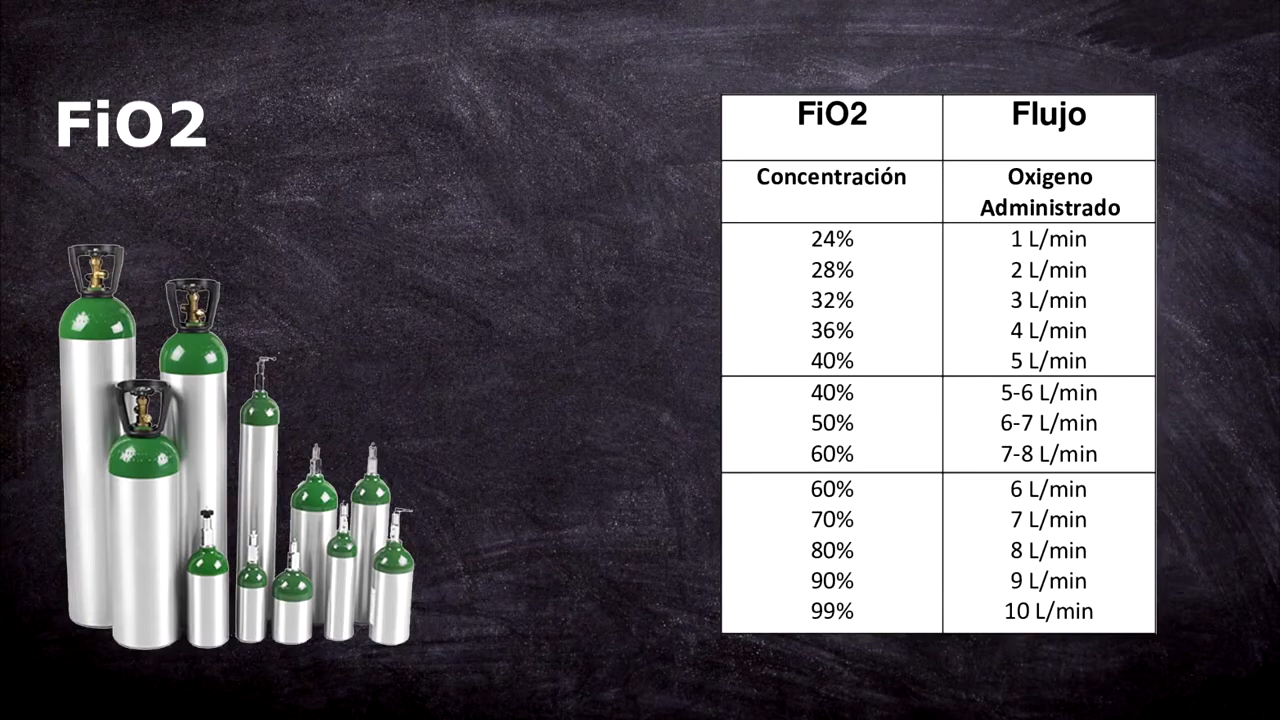 FiO2
FiO2 Flujo
Concentración Oxigeno
Administrado
24% 1 L/min
28% 2 L/min
32% 3 L/min
36% 4 L/min
40% 5 L/min
40% 5-6 L/min
50% 6-7 L/min
60% 7-8 L/min
60% 6 L/min
70% 7 L/min
80% 8 L/min
90% 9 L/min
99% 10 L/min